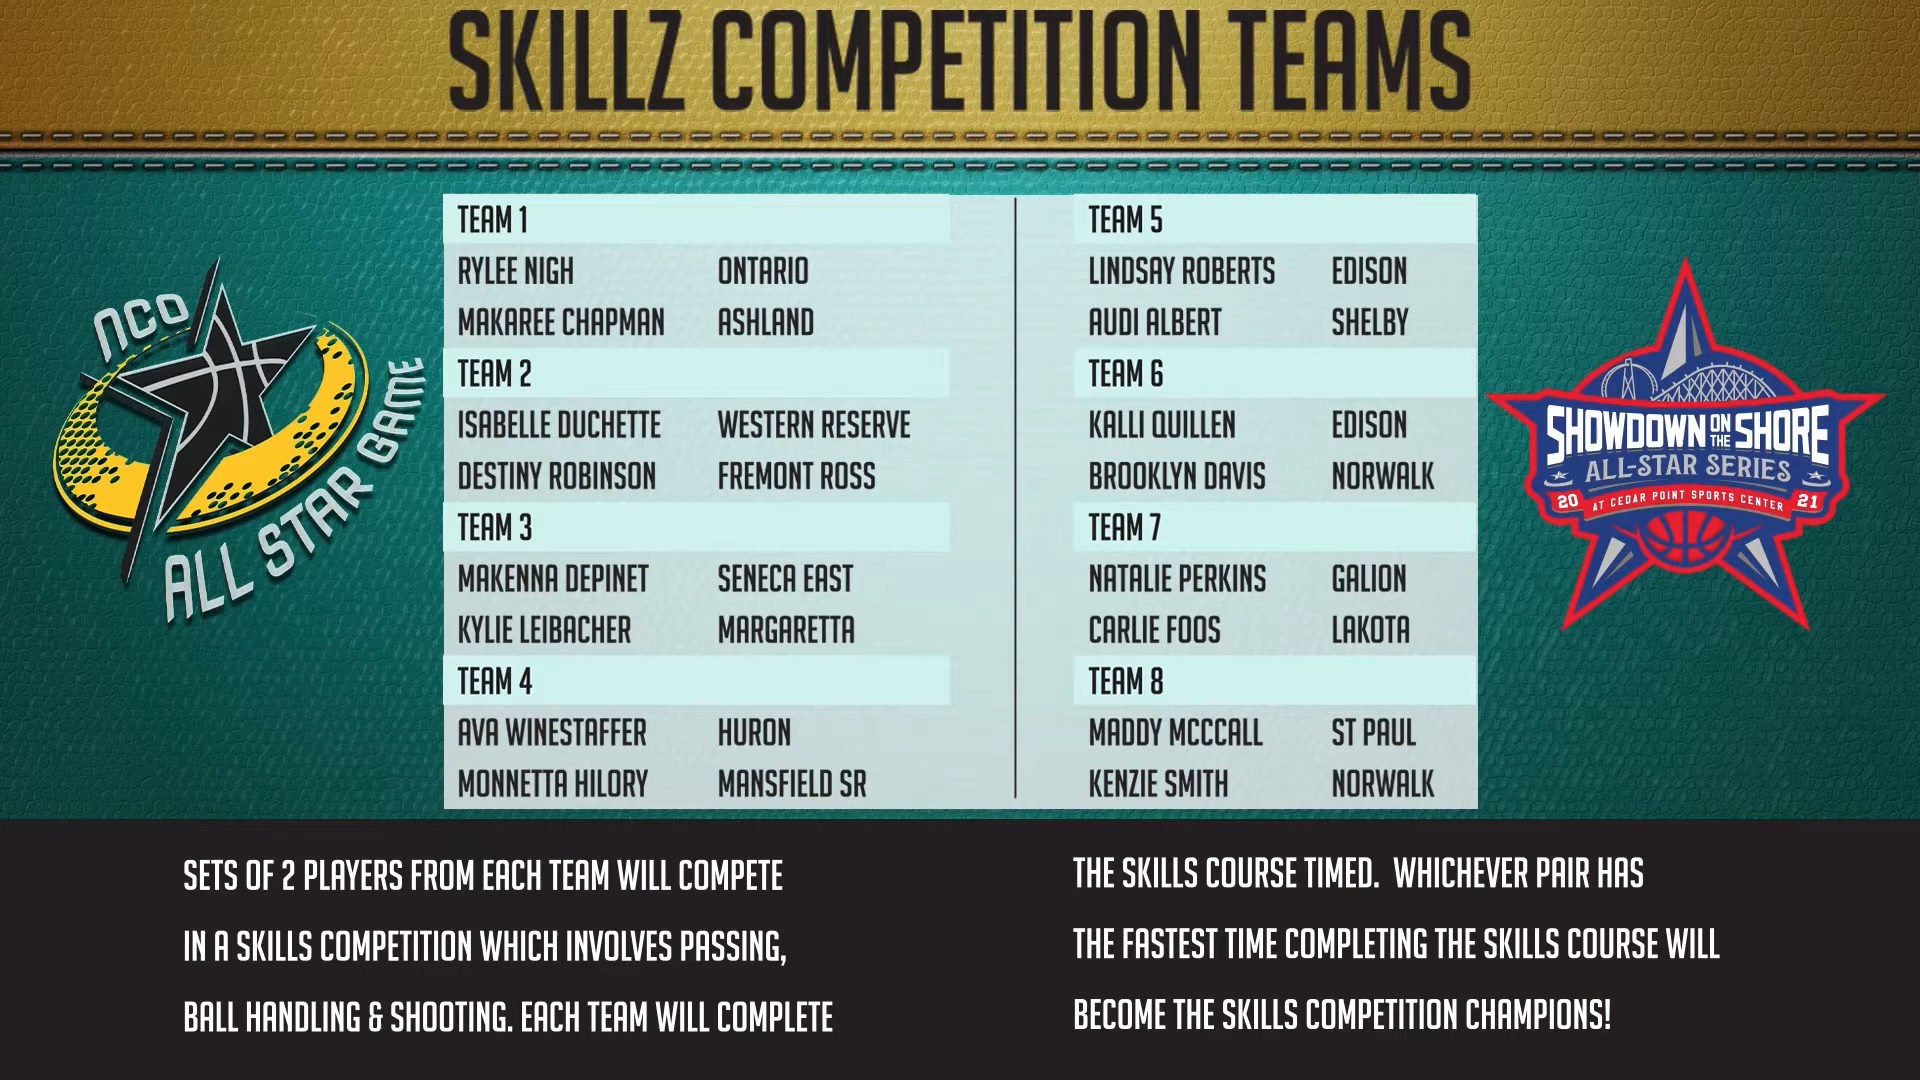 SKILLZ COMPETITION TEAMS
NCO
ALL STAR GAME
TEAM 1
RYLEE NIGH ONTARIO
MAKAREE CHAPMAN ASHLAND
TEAM 2
ISABELLE DUCHETTE WESTERN RESERVE
DESTINY ROBINSON FREMONT ROSS
TEAM 3
MAKENNA DEPINET SENECA EAST
KYLIE LEIBACHER MARGARETTA
TEAM 4
AVA WINESTAFFER HURON
MONNETTA HILORY MANSFIELD SR
TEAM 5
LINDSAY ROBERTS EDISON
AUDI ALBERT SHELBY
TEAM 6
KALLI QUILLEN EDISON
BROOKLYN DAVIS NORWALK
TEAM 7
NATALIE PERKINS GALION
CARLIE FOOS LAKOTA
TEAM 8
MADDY MCCCALL ST PAUL
KENZIE SMITH NORWALK
SHOWDOWN ON THE SHORE
ALL-STAR SERIES
20 AT CEDAR POINT SPORTS CENTER 21
SETS OF 2 PLAYERS FROM EACH TEAM WILL COMPETE
IN A SKILLS COMPETITION WHICH INVOLVES PASSING,
BALL HANDLING & SHOOTING. EACH TEAM WILL COMPLETE
THE SKILLS COURSE TIMED. WHICHEVER PAIR HAS
THE FASTEST TIME COMPLETING THE SKILLS COURSE WILL
BECOME THE SKILLS COMPETITION CHAMPIONS!